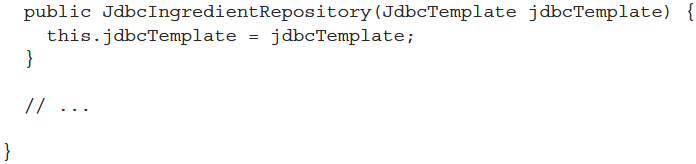 public JdbcIngredientRepository(JdbcTemplate jdbcTemplate) {
this.jdbcTemplate = jdbcTemplate;
}
// ...
}